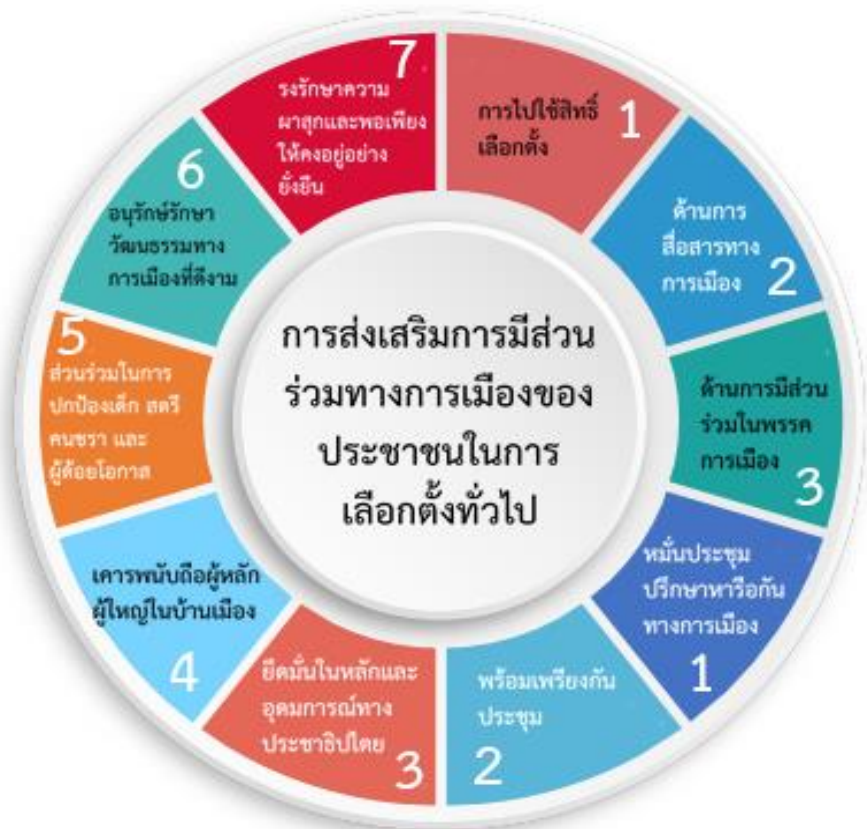 การส่งเสริมการมีส่วน
ร่วมทางการเมืองของ
ประชาชนในการ
เลือกตั้งทั่วไป
1
การไปใช้สิทธิ์
เลือกตั้ง
ด้านการ
สื่อสารทาง
การเมือง 2
ด้านการมีส่วน
ร่วมในพรรค
การเมือง
3
หมั่นประชุม
ปรึกษาหารือกัน
ทางการเมือง
1
พร้อมเพรียงกัน
ประชุม
2
ยึดมั่นในหลักและ
อุดมการณ์ทาง
ประชาธิปไตย
3
เคารพนับถือผู้หลัก
ผู้ใหญ่ในบ้านเมือง
4
5
ส่วนร่วมในการ
ปกป้องเด็ก สตรี
คนชรา และ
ผู้ด้อยโอกาส
6
อนุรักษ์รักษา
วัฒนธรรมทาง
การเมืองที่ดีงาม
7
รงรักษาความ
ผาสุกและพอเพียง
ให้คงอยู่อย่าง
ยั่งยืน